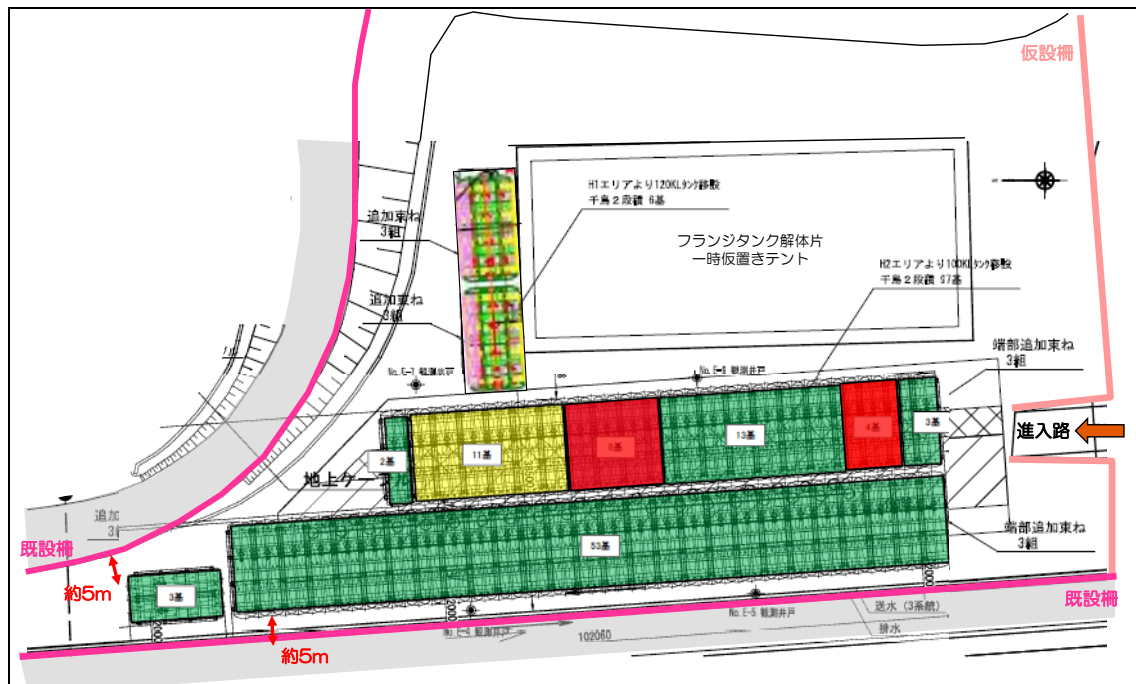 仮設柵
H1エリアより120KLタンク移設
千鳥2段積 6基
追加束ね
3組
フランジタンク解体片
一時仮置きテント
H2エリアより100KLタンク移設
千鳥2段積 97基
追加束ね
3組
端部追加束ね
3組
No.E-7 観測井戸
No.E-6 観測井戸
進入路
2基
11基
13基
4基
3基
地上ケーブル
追加
3組
既設柵
53基
端部追加束ね
3組
約5m
3基
既設柵
送水（3系統）
排水
No.E-5 観測井戸
No.E-4 観測井戸
102060
約5m